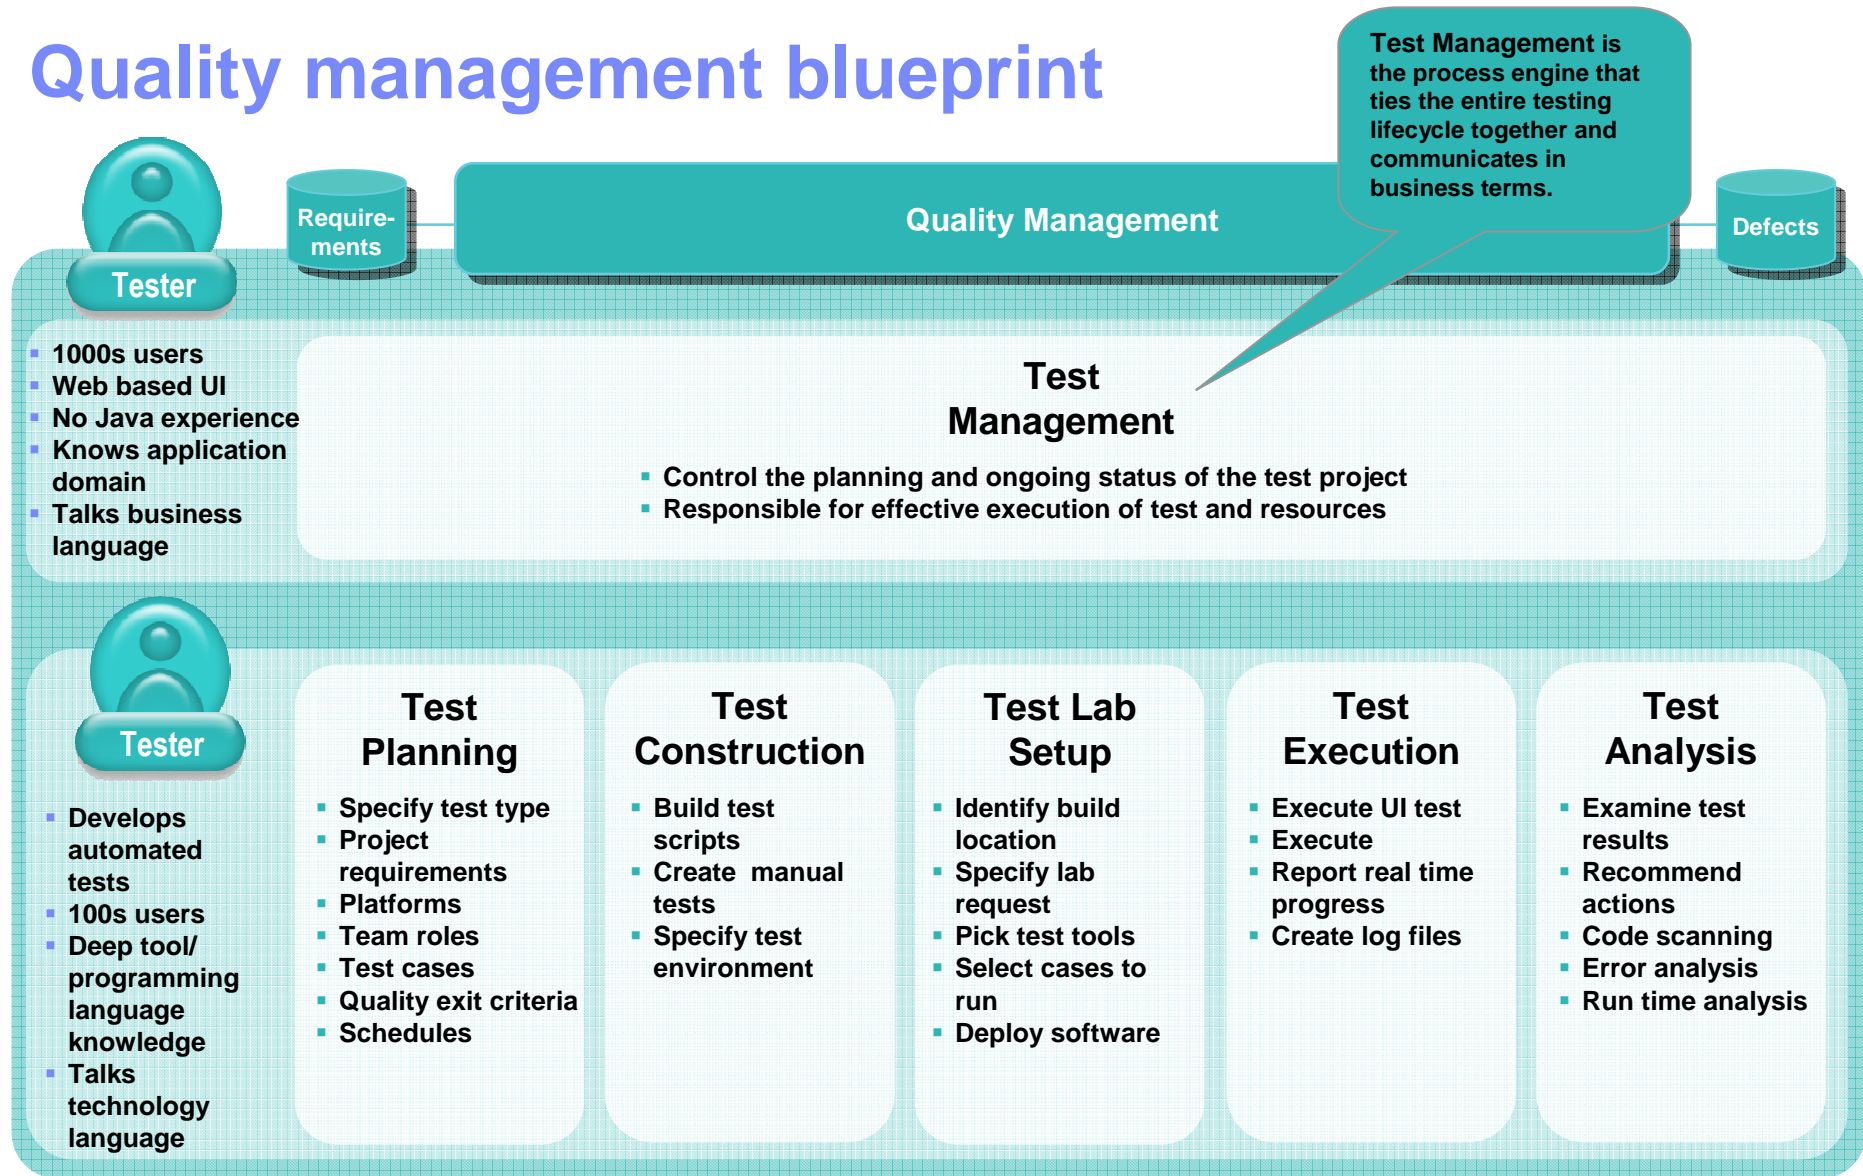 Quality management blueprint
Test Management is
the process engine that
ties the entire testing
lifecycle together and
communicates in
business terms.
Require-
ments
Quality Management
Defects
Tester
1000s users
Web based UI
No Java experience
Knows application
domain
Talks business
language
Test
Management
Control the planning and ongoing status of the test project
Responsible for effective execution of test and resources
Tester
Develops
automated
tests
100s users
Deep tool/
programming
language
knowledge
Talks
technology
language
Test
Planning
Specify test type
Project
requirements
Platforms
Team roles
Test cases
Quality exit criteria
Schedules
Test
Construction
Build test
scripts
Create  manual
tests
Specify test
environment
Test Lab
Setup
Identify build
location
Specify lab
request
Pick test tools
Select cases to
run
Deploy software
Test
Execution
Execute UI test
Execute
Report real time
progress
Create log files
Test
Analysis
Examine test
results
Recommend
actions
Code scanning
Error analysis
Run time analysis